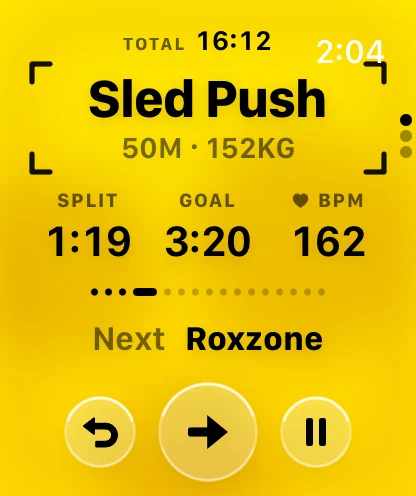 TOTAL 16:12
2:04
Sled Push
50M · 152KG
SPLIT GOAL BPM
1:19 3:20 162
Next Roxzone